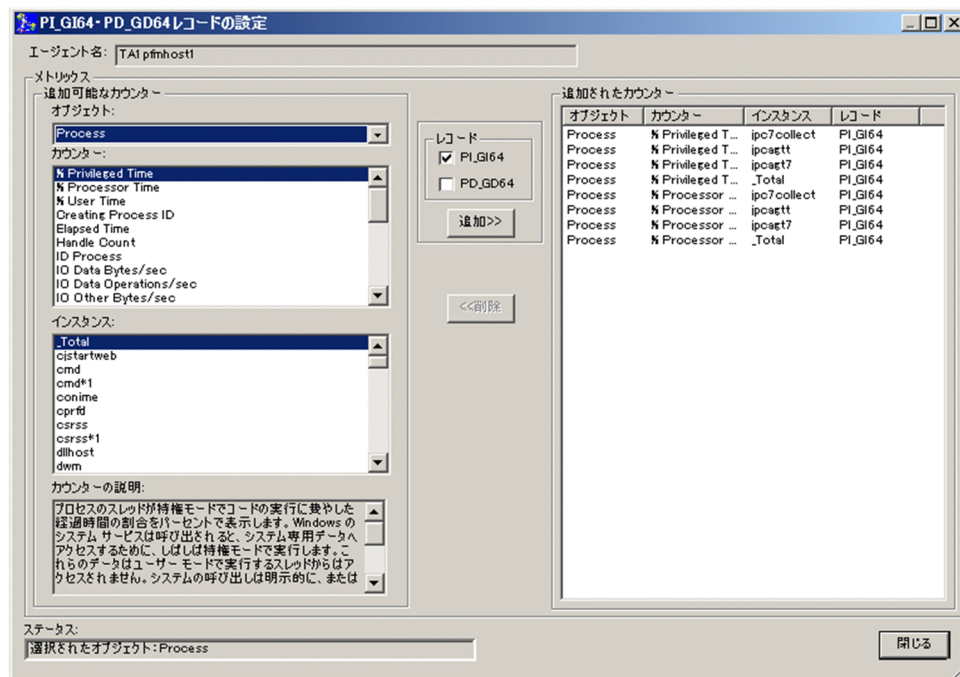 PI_GI64・PD_GD64レコードの設定
エージェント名: TA1pfmhost1
メトリックス
追加可能なカウンター
オブジェクト:
Process
カウンター:
% Privileged Time
% Processor Time
% User Time
Creating Process ID
Elapsed Time
Handle Count
ID Process
IO Data Bytes/sec
IO Data Operations/sec
IO Other Bytes/sec
インスタンス:
_Total
cjstartweb
cmd
cmd*1
conime
cprfd
csrss
csrss*1
dllhost
dwm
カウンターの説明:
プロセスのスレッドが特権モードでコードの実行に費やした
経過時間の割合をパーセントで表示します。Windows の
システム サービスは呼び出されると、システム専用データへ
アクセスするために、しばしば特権モードで実行します。こ
れらのデータはユーザー モードで実行するスレッドからはア
クセスされません。システムの呼び出しは明示的に、または
レコード
PI_GI64
PD_GD64
追加>>
<<削除
追加されたカウンター
オブジェクト カウンター インスタンス レコード
Process % Privileged T... jpc7collect PI_GI64
Process % Privileged T... jpcagtt PI_GI64
Process % Privileged T... jpcagt7 PI_GI64
Process % Privileged T... _Total PI_GI64
Process % Processor ... jpc7collect PI_GI64
Process % Processor ... jpcagtt PI_GI64
Process % Processor ... jpcagt7 PI_GI64
Process % Processor ... _Total PI_GI64
ステータス:
選択されたオブジェクト:Process
閉じる